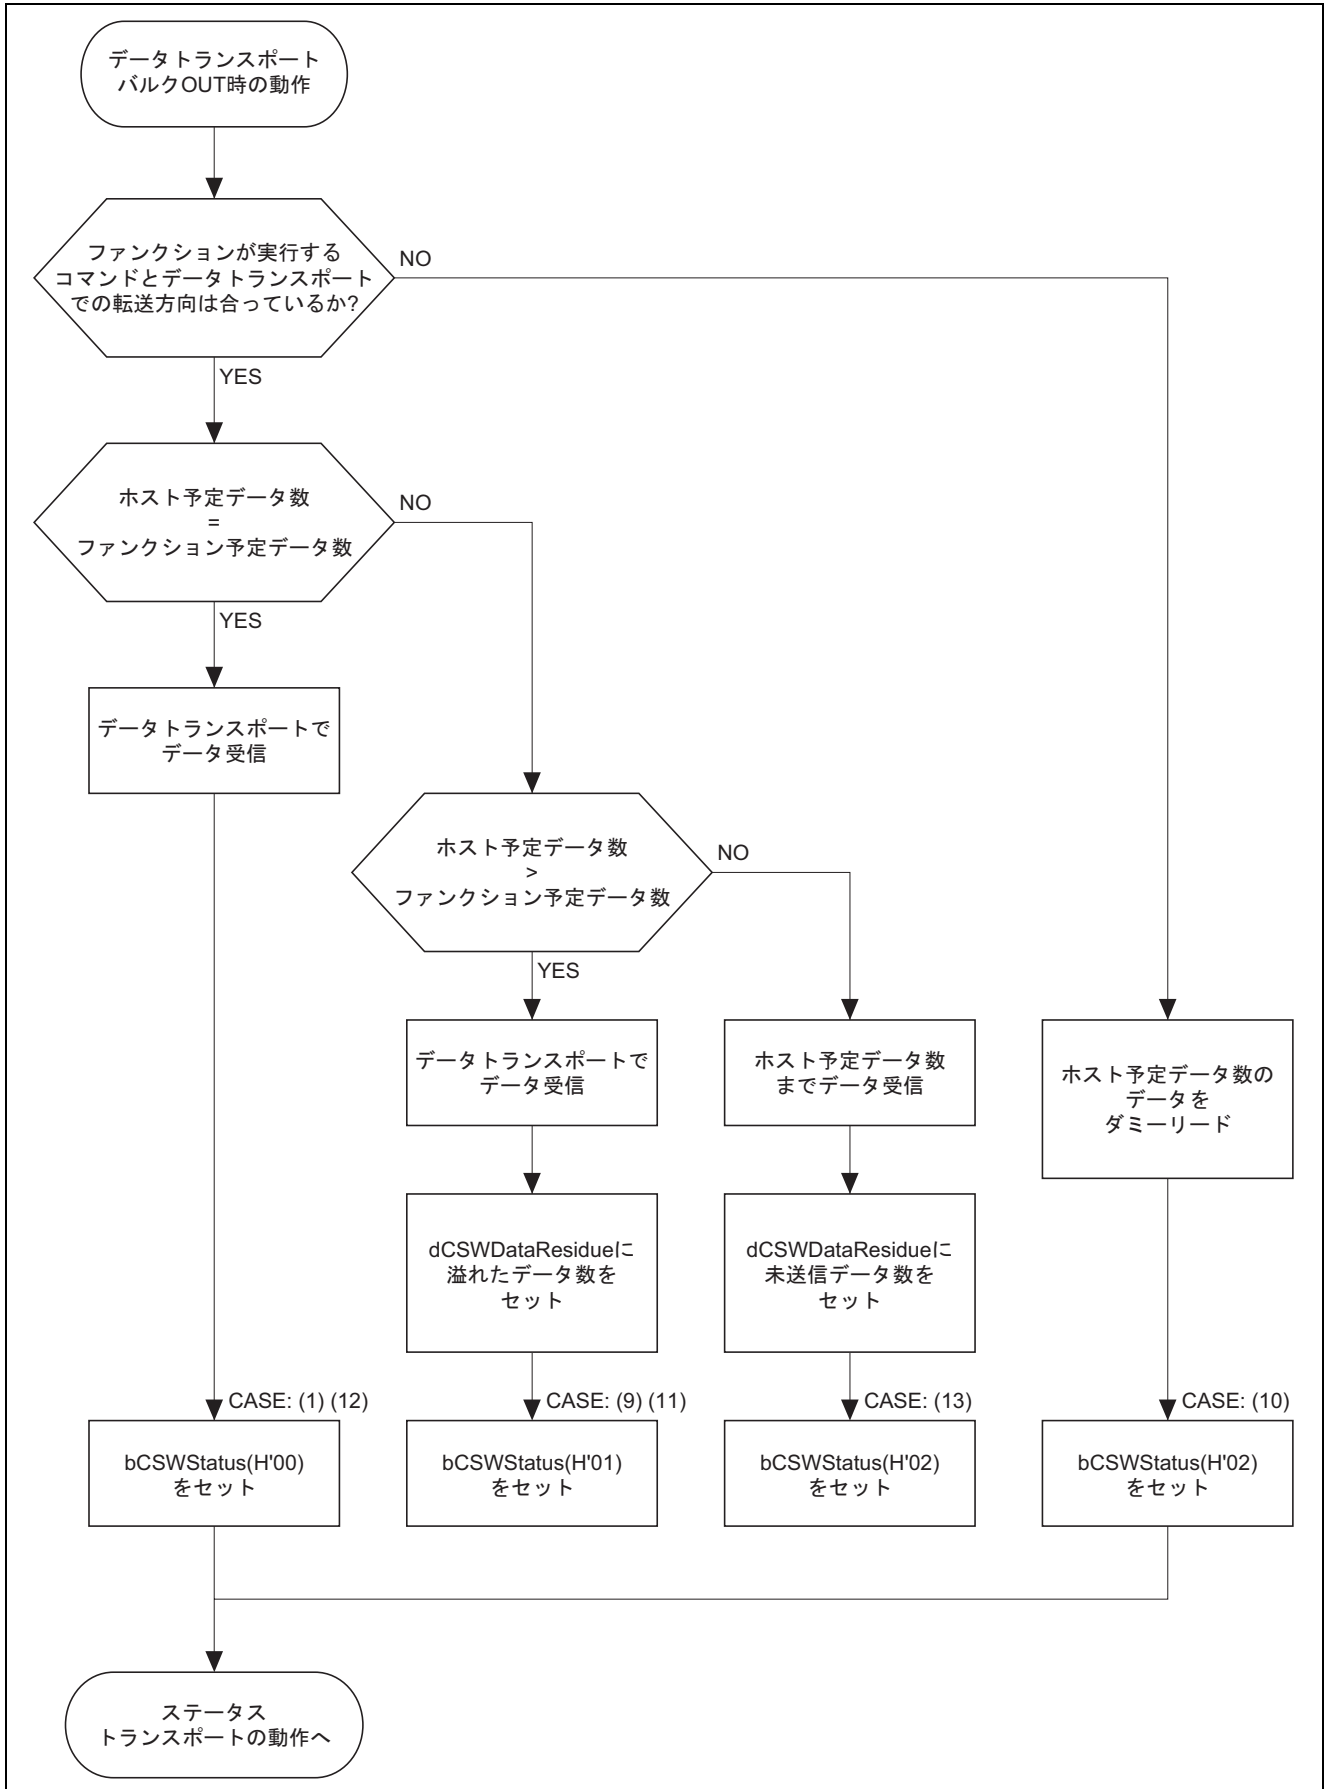 データトランスポート
バルクOUT時の動作
ファンクションが実行する
コマンドとデータトランスポート
での転送方向は合っているか?
NO
YES
ホスト予定データ数
=
ファンクション予定データ数
NO
YES
データトランスポートで
データ受信
ホスト予定データ数
>
ファンクション予定データ数
NO
YES
データトランスポートで
データ受信
ホスト予定データ数
までデータ受信
ホスト予定データ数の
データを
ダミーリード
dCSWDataResidueに
溢れたデータ数を
セット
dCSWDataResidueに
未送信データ数を
セット
CASE: (1) (12)
CASE: (9) (11)
CASE: (13)
CASE: (10)
bCSWStatus(H'00)
をセット
bCSWStatus(H'01)
をセット
bCSWStatus(H'02)
をセット
bCSWStatus(H'02)
をセット
ステータス
トランスポートの動作へ